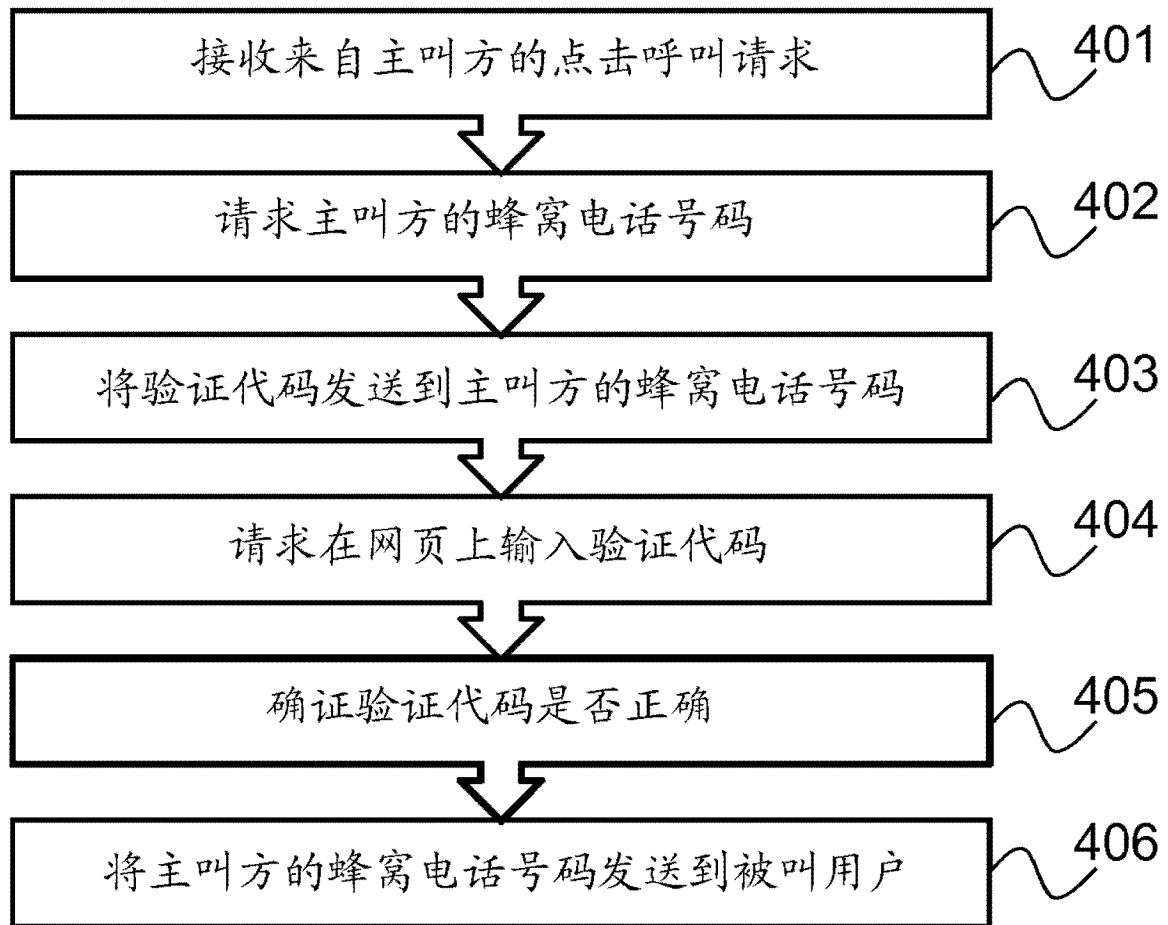 接收来自主叫方的点击呼叫请求
401
请求主叫方的蜂窝电话号码
402
将验证代码发送到主叫方的蜂窝电话号码
403
请求在网页上输入验证代码
404
确证验证代码是否正确
405
将主叫方的蜂窝电话号码发送到被叫用户
406